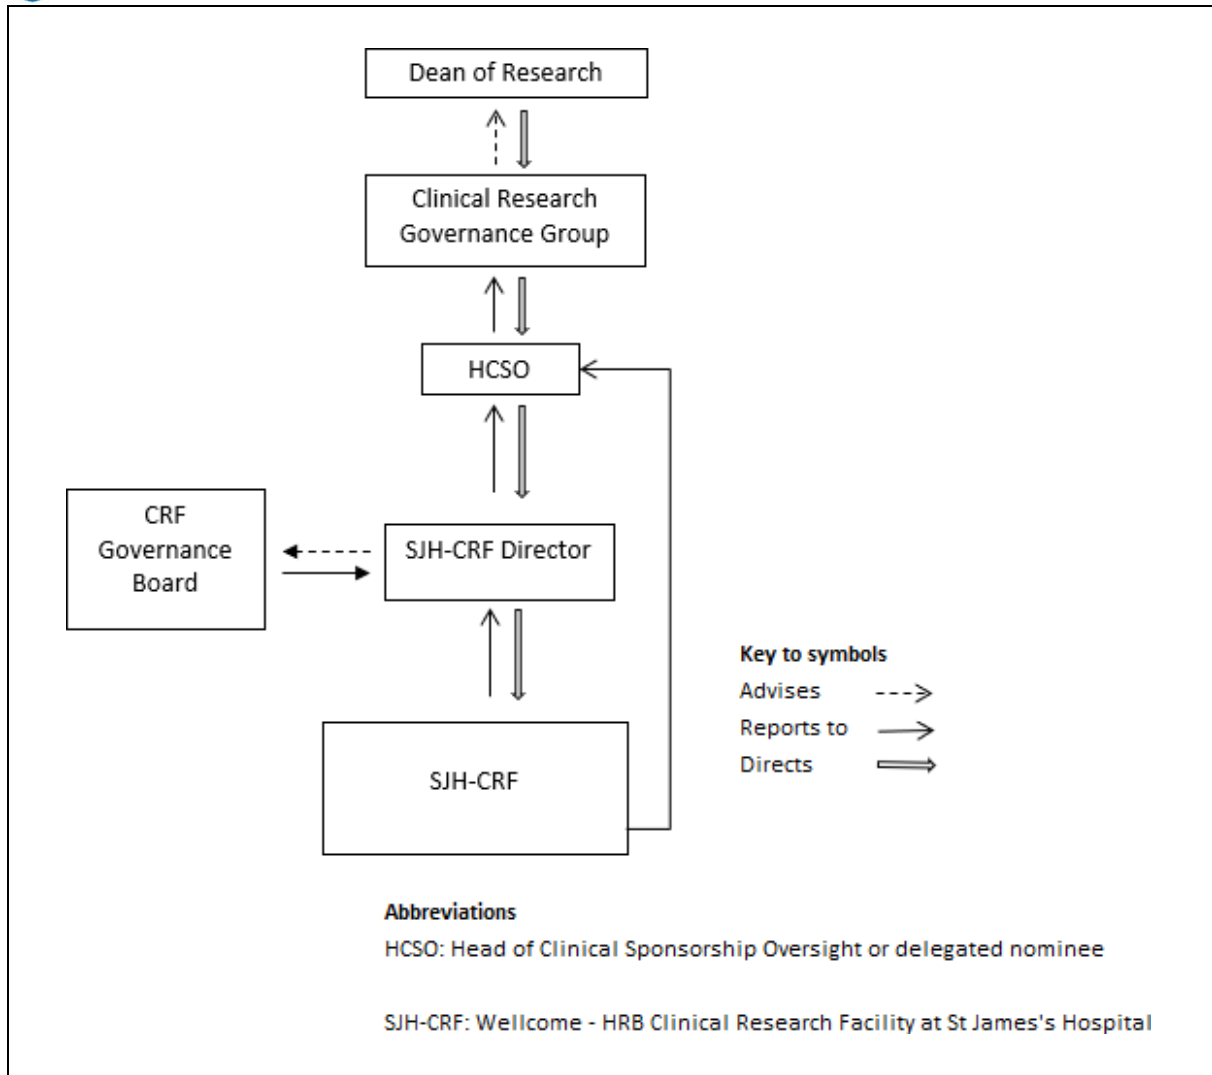 Dean of Research
Clinical Research
Governance Group
HCSO
CRF
Governance
Board
SJH-CRF Director
SJH-CRF
Key to symbols
Advises
Reports to
Directs
Abbreviations
HCSO: Head of Clinical Sponsorship Oversight or delegated nominee
SJH-CRF: Wellcome - HRB Clinical Research Facility at St James's Hospital